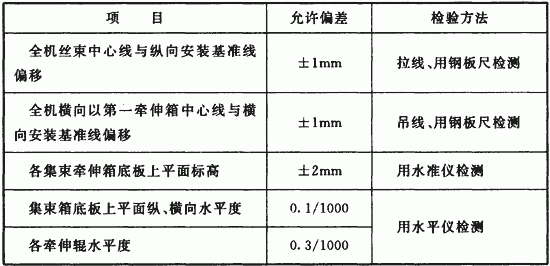 项 目 允许偏差 检验方法
全机丝束中心线与纵向安装基准线
偏移
±1mm 拉线、用钢板尺检测
全机横向以第一牵伸箱中心线与横
向安装基准线偏移
±1mm 吊线、用钢板尺检测
各集束牵伸箱底板上平面标高 ±2mm 用水准仪检测
集束箱底板上平面纵、横向水平度 0.1/1000
用水平仪检测
各牵伸辊水平度 0.3/1000